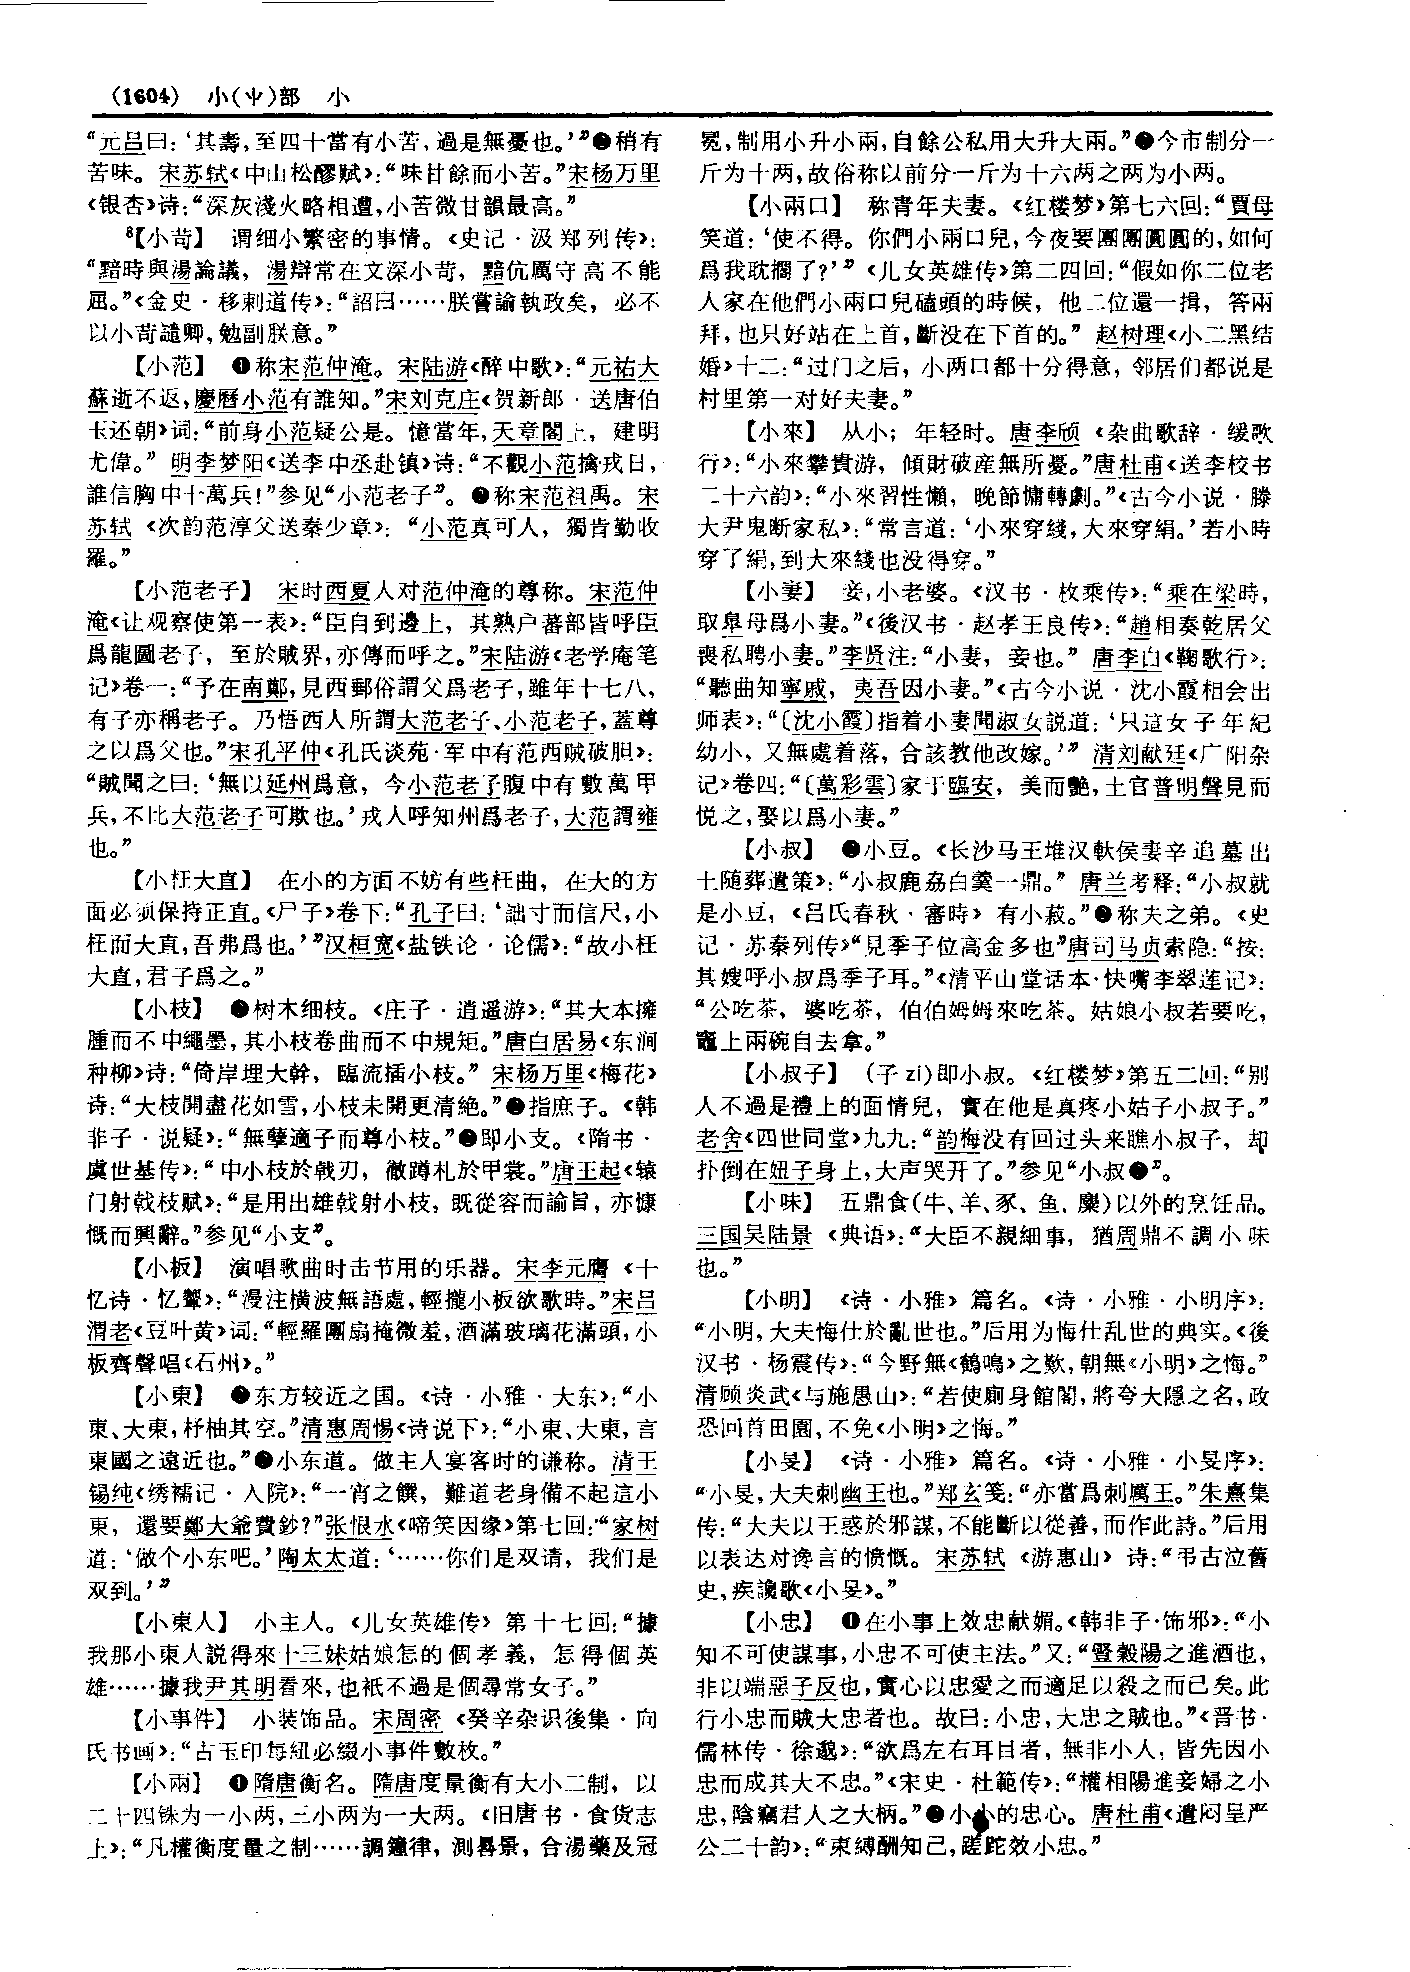 (1604) 小(⺌)部 小
“元吕曰：‘其壽，至四十當有小苦，過是無憂也。’”❷稍有
苦味。宋苏轼《中山松醪赋》：“味甘餘而小苦。”宋杨万里
《银杏》诗：“深灰淺火略相遭，小苦微甘韻最高。”
8【小苛】 谓细小繁密的事情。《史记·汲郑列传》：
“黯時與湯論議，湯辯常在文深小苛，黯伉厲守高不能
屈。”《金史·移剌道传》：“詔曰……朕嘗諭執政矣，必不
以小苛譴卿，勉副朕意。”
【小范】 ❶称宋范仲淹。宋陆游《醉中歌》：“元祐大
蘇逝不返，慶曆小范有誰知。”宋刘克庄《贺新郎·送唐伯
玉还朝》词：“前身小范疑公是。憶當年，天章閣上，建明
尤偉。”明李梦阳《送李中丞赴镇》诗：“不觀小范擒戎日，
誰信胸中十萬兵！”参见“小范老子”。❷称宋范祖禹。宋
苏轼《次韵范淳父送秦少章》：“小范真可人，獨肯勤收
羅。”
【小范老子】 宋时西夏人对范仲淹的尊称。宋范仲
淹《让观察使第一表》：“臣自到邊上，其熟户蕃部皆呼臣
爲龍圖老子，至於賊界，亦傳而呼之。”宋陆游《老学庵笔
记》卷一：“予在南鄭，見西郵俗謂父爲老子，雖年十七八，
有子亦稱老子。乃悟西人所謂大范老子、小范老子，蓋尊
之以爲父也。”宋孔平仲《孔氏谈苑·军中有范西贼破胆》：
“賊聞之曰：‘無以延州爲意，今小范老子腹中有數萬甲
兵，不比大范老子可欺也。’戎人呼知州爲老子，大范謂雍
也。”
【小枉大直】 在小的方面不妨有些枉曲，在大的方
面必须保持正直。《尸子》卷下：“孔子曰：‘詘寸而信尺，小
枉而大直，吾弗爲也。’”汉桓宽《盐铁论·论儒》：“故小枉
大直，君子爲之。”
【小枝】 ❶树木细枝。《庄子·逍遥游》：“其大本擁
腫而不中繩墨，其小枝卷曲而不中規矩。”唐白居易《东涧
种柳》诗：“倚岸埋大幹，臨流插小枝。”宋杨万里《梅花》
诗：“大枝開盡花如雪，小枝未開更清絶。”❷指庶子。《韩
非子·说疑》：“無孽適子而尊小枝。”❸即小支。《隋书·
虞世基传》：“中小枝於戟刃，徹蹲札於甲裳。”唐王起《辕
门射戟枝赋》：“是用出雄戟射小枝，既從容而諭旨，亦慷
慨而興辭。”参见“小支”。
【小板】 演唱歌曲时击节用的乐器。宋李元膺《十
忆诗·忆颦》：“漫注横波無語處，輕攏小板欲歌時。”宋吕
渭老《豆叶黄》词：“輕羅團扇掩微羞，酒滿玻璃花滿頭，小
板齊聲唱《石州》。”
【小東】 ❶东方较近之国。《诗·小雅·大东》：“小
東、大東，杼柚其空。”清惠周惕《诗说下》：“小東、大東，言
東國之遠近也。”❷小东道。做主人宴客时的谦称。清王
锡纯《绣襦记·入院》：“一宵之饌，難道老身備不起這小
東，還要鄭大爺費鈔？”张恨水《啼笑因缘》第七回：“家树
道：‘做个小东吧。’陶太太道：‘……你们是双请，我们是
双到。’”
【小東人】 小主人。《儿女英雄传》第十七回：“據
我那小東人説得來十三妹姑娘怎的個孝義，怎得個英
雄……據我尹其明看來，也衹不過是個尋常女子。”
【小事件】 小装饰品。宋周密《癸辛杂识後集·向
氏书画》：“古玉印每紐必缀小事件數枚。”
【小兩】 ❶隋唐衡名。隋唐度量衡有大小二制，以
二十四铢为一小两，三小两为一大两。《旧唐书·食货志
上》：“凡權衡度量之制……調鐘律，測晷景，合湯藥及冠
冕，制用小升小兩，自餘公私用大升大兩。”❷今市制分一
斤为十两，故俗称以前分一斤为十六两之两为小两。
【小兩口】 称青年夫妻。《红楼梦》第七六回：“賈母
笑道：‘使不得。你們小兩口兒，今夜要團團圓圓的，如何
爲我耽擱了？’”《儿女英雄传》第二四回：“假如你二位老
人家在他們小兩口兒磕頭的時候，他二位還一揖，答兩
拜，也只好站在上首，斷没在下首的。”赵树理《小二黑结
婚》十二：“过门之后，小两口都十分得意，邻居们都说是
村里第一对好夫妻。”
【小來】 从小；年轻时。唐李颀《杂曲歌辞·缓歌
行》：“小來攀貴游，傾財破産無所憂。”唐杜甫《送李校书
二十六韵》：“小來習性懶，晚節慵轉劇。”《古今小说·滕
大尹鬼断家私》：“常言道：‘小來穿綫，大來穿絹。’若小時
穿了絹，到大來綫也没得穿。”
【小妻】 妾，小老婆。《汉书·枚乘传》：“乘在梁時，
取皋母爲小妻。”《後汉书·赵孝王良传》：“趙相奏乾居父
喪私聘小妻。”李贤注：“小妻，妾也。”唐李白《鞠歌行》：
“聽曲知寧戚，夷吾因小妻。”《古今小说·沈小霞相会出
师表》：“〔沈小霞〕指着小妻聞淑女説道：‘只這女子年紀
幼小，又無處着落，合該教他改嫁。’”清刘献廷《广阳杂
记》卷四：“〔萬彩雲〕家于臨安，美而艷，土官普明聲見而
悦之，娶以爲小妻。”
【小叔】 ❶小豆。《长沙马王堆汉軑侯妻辛追墓出
土随葬遣策》：“小叔鹿劦白羹一鼎。”唐兰考释：“小叔就
是小豆，《吕氏春秋·審時》有小菽。”❷称夫之弟。《史
记·苏秦列传》“見季子位高金多也”唐司马贞索隐：“按：
其嫂呼小叔爲季子耳。”《清平山堂话本·快嘴李翠莲记》：
“公吃茶，婆吃茶，伯伯姆姆來吃茶。姑娘小叔若要吃，
竈上兩碗自去拿。”
【小叔子】 （子 zi）即小叔。《红楼梦》第五二回：“别
人不過是禮上的面情兒，實在他是真疼小姑子小叔子。”
老舍《四世同堂》九九：“韵梅没有回过头来瞧小叔子，却
扑倒在妞子身上，大声哭开了。”参见“小叔❷”。
【小味】 五鼎食（牛、羊、豕、鱼、麋）以外的烹饪品。
三国吴陆景《典语》：“大臣不親細事，猶周鼎不調小味
也。”
【小明】 《诗·小雅》篇名。《诗·小雅·小明序》：
“小明，大夫悔仕於亂世也。”后用为悔仕乱世的典实。《後
汉书·杨震传》：“今野無《鶴鳴》之歎，朝無《小明》之悔。”
清顾炎武《与施愚山》：“若使廁身館閣，將夸大隱之名，政
恐回首田園，不免《小明》之悔。”
【小旻】 《诗·小雅》篇名。《诗·小雅·小旻序》：
“小旻，大夫刺幽王也。”郑玄笺：“亦當爲刺厲王。”朱熹集
传：“大夫以王惑於邪謀，不能斷以從善，而作此詩。”后用
以表达对谗言的愤慨。宋苏轼《游惠山》诗：“弔古泣舊
史，疾讒歌《小旻》。”
【小忠】 ❶在小事上效忠献媚。《韩非子·饰邪》：“小
知不可使謀事，小忠不可使主法。”又：“豎穀陽之進酒也，
非以端惡子反也，實心以忠愛之而適足以殺之而已矣。此
行小忠而賊大忠者也。故曰：小忠，大忠之賊也。”《晋书·
儒林传·徐邈》：“欲爲左右耳目者，無非小人，皆先因小
忠而成其大不忠。”《宋史·杜範传》：“權相陽進妾婦之小
忠，陰竊君人之大柄。”❷小小的忠心。唐杜甫《遣闷呈严
公二十韵》：“束縛酬知己，蹉跎效小忠。”